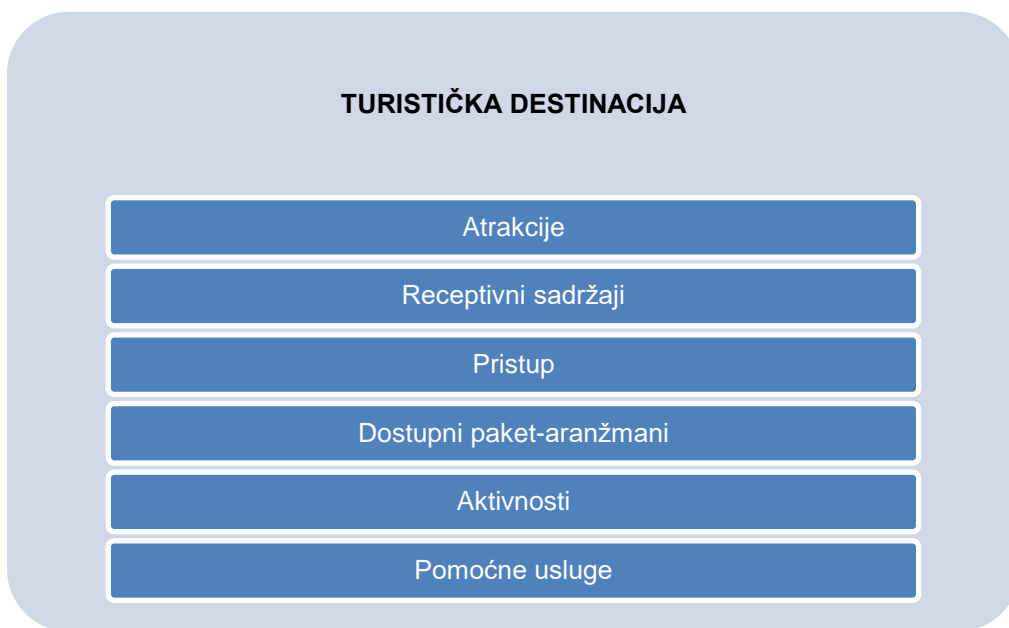 TURISTIČKA DESTINACIJA
Atrakcije
Receptivni sadržaji
Pristup
Dostupni paket-aranžmani
Aktivnosti
Pomoćne usluge